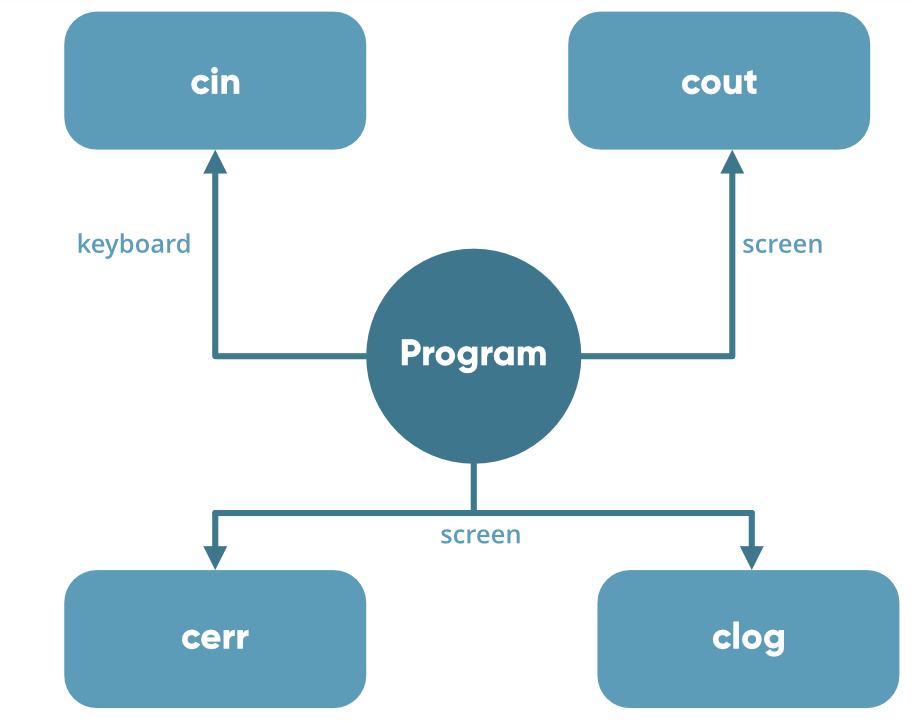 cin
cout
keyboard
screen
Program
screen
cerr
clog